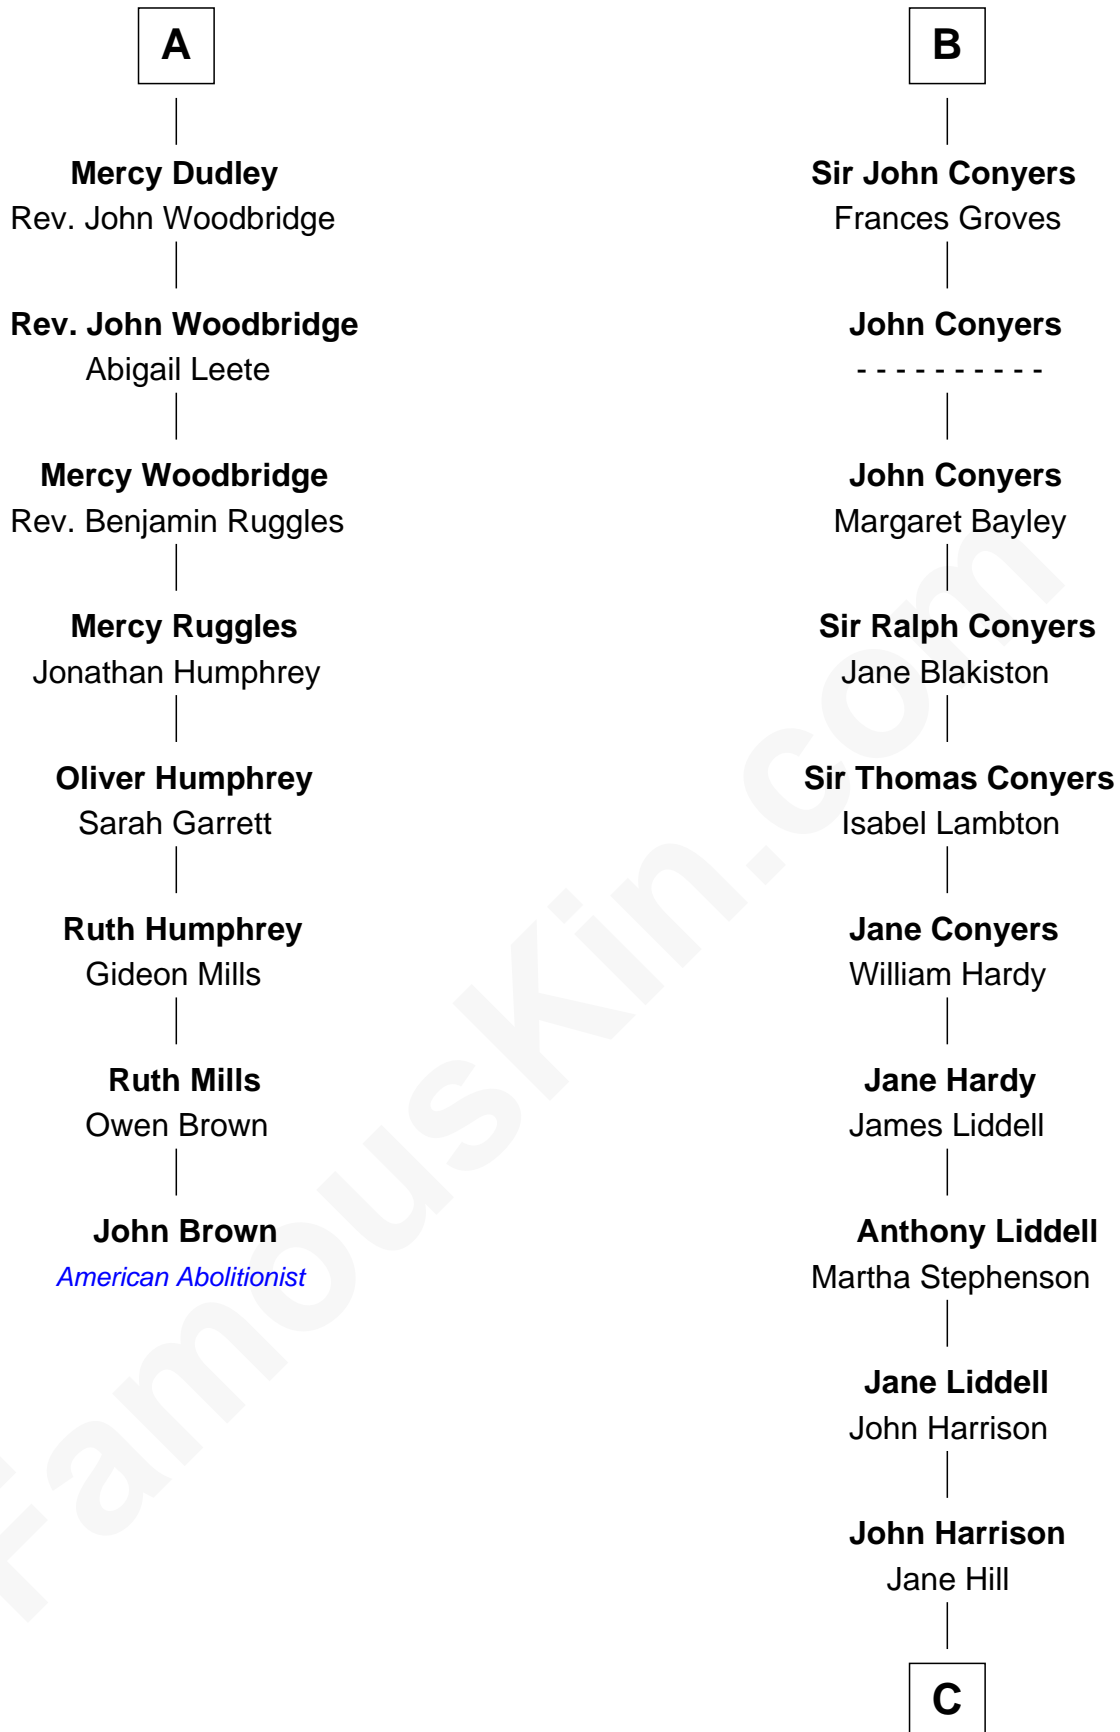 A
Mercy Dudley
Rev. John Woodbridge
Rev. John Woodbridge
Abigail Leete
Mercy Woodbridge
Rev. Benjamin Ruggles
Mercy Ruggles
Jonathan Humphrey
Oliver Humphrey
Sarah Garrett
Ruth Humphrey
Gideon Mills
Ruth Mills
Owen Brown
John Brown
American Abolitionist
B
Sir John Conyers
Frances Groves
John Conyers
- - - - - - - - - -
John Conyers
Margaret Bayley
Sir Ralph Conyers
Jane Blakiston
Sir Thomas Conyers
Isabel Lambton
Jane Conyers
William Hardy
Jane Hardy
James Liddell
Anthony Liddell
Martha Stephenson
Jane Liddell
John Harrison
John Harrison
Jane Hill
C
FamousKin.com